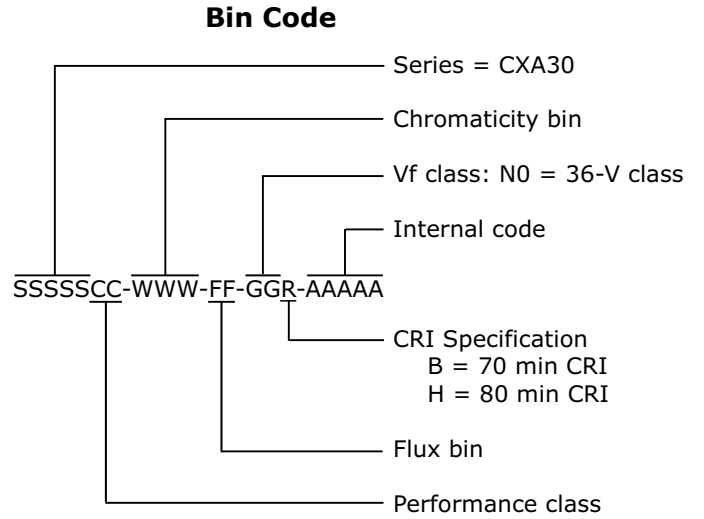 Bin Code
Series = CXA30
Chromaticity bin
Vf class: N0 = 36-V class
Internal code
SSSSSCC-WWW-FF-GGR-AAAAA
CRI Specification
B = 70 min CRI
H = 80 min CRI
Flux bin
Performance class